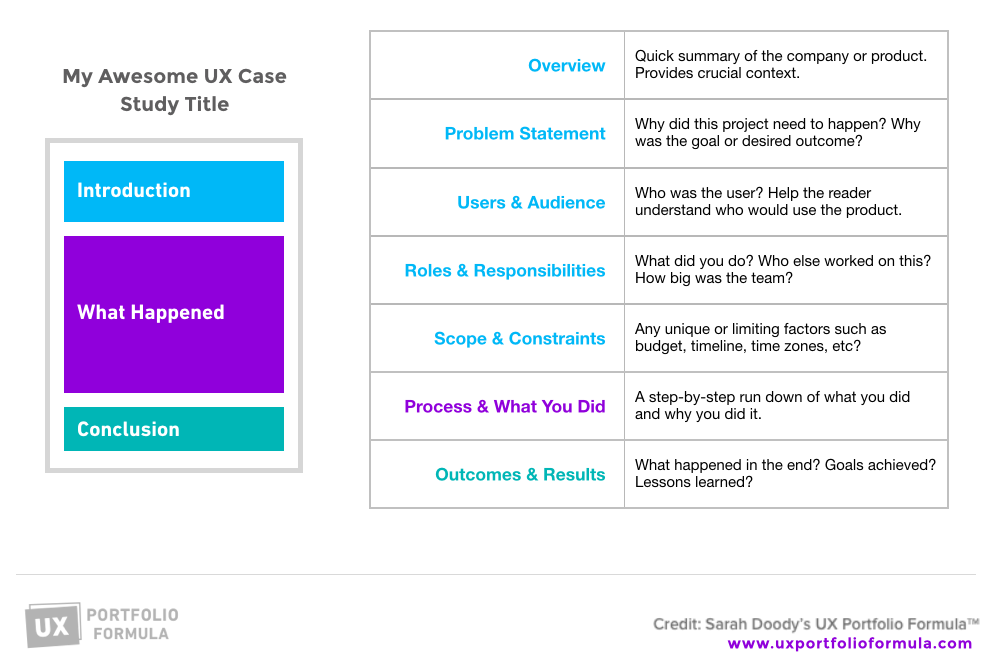 My Awesome UX Case
Study Title
Introduction
What Happened
Conclusion
Overview
Quick summary of the company or product.
Provides crucial context.
Problem Statement
Why did this project need to happen? Why
was the goal or desired outcome?
Users & Audience
Who was the user? Help the reader
understand who would use the product.
Roles & Responsibilities
What did you do? Who else worked on this?
How big was the team?
Scope & Constraints
Any unique or limiting factors such as
budget, timeline, time zones, etc?
Process & What You Did
A step-by-step run down of what you did
and why you did it.
Outcomes & Results
What happened in the end? Goals achieved?
Lessons learned?
UX PORTFOLIO
FORMULA
Credit: Sarah Doody’s UX Portfolio Formula™
www.uxportfolioformula.com